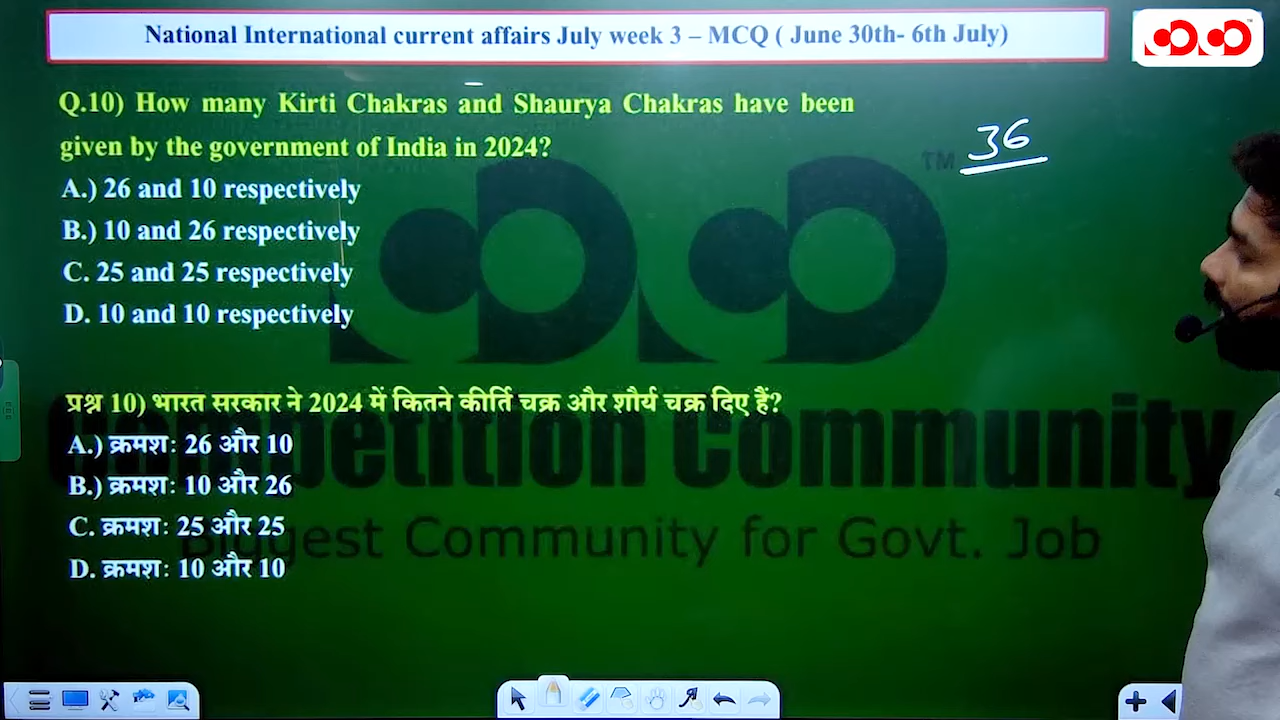 National International current affairs July week 3 – MCQ ( June 30th- 6th July)
Q.10) How many Kirti Chakras and Shaurya Chakras have been
given by the government of India in 2024?
36
TM
A.) 26 and 10 respectively
B.) 10 and 26 respectively
C. 25 and 25 respectively
D. 10 and 10 respectively
प्रश्न 10) भारत सरकार ने 2024 में कितने कीर्ति चक्र और शौर्य चक्र दिए हैं?
A.) क्रमशः 26 और 10
B.) क्रमशः 10 और 26
C. क्रमशः 25 और 25
D. क्रमशः 10 और 10
Competition Community
Biggest Community for Govt. Job